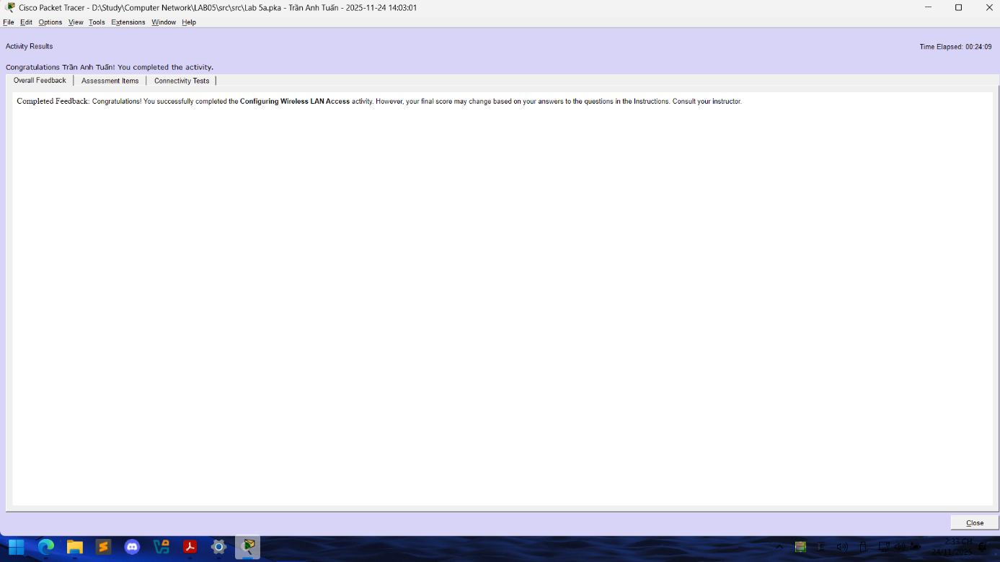 Cisco Packet Tracer - D:\Study\Computer Network\LAB05\src\src\Lab 5a.pka - Trần Anh Tuấn - 2025-11-24 14:03:01
File Edit Options View Tools Extensions Window Help
Activity Results
Time Elapsed: 00:24:09
Congratulations Trần Anh Tuấn! You completed the activity.
Overall Feedback Assessment Items Connectivity Tests
Completed Feedback: Congratulations! You successfully completed the Configuring Wireless LAN Access activity. However, your final score may change based on your answers to the questions in the Instructions. Consult your instructor.
Close
2:33 CH
24/11/2025